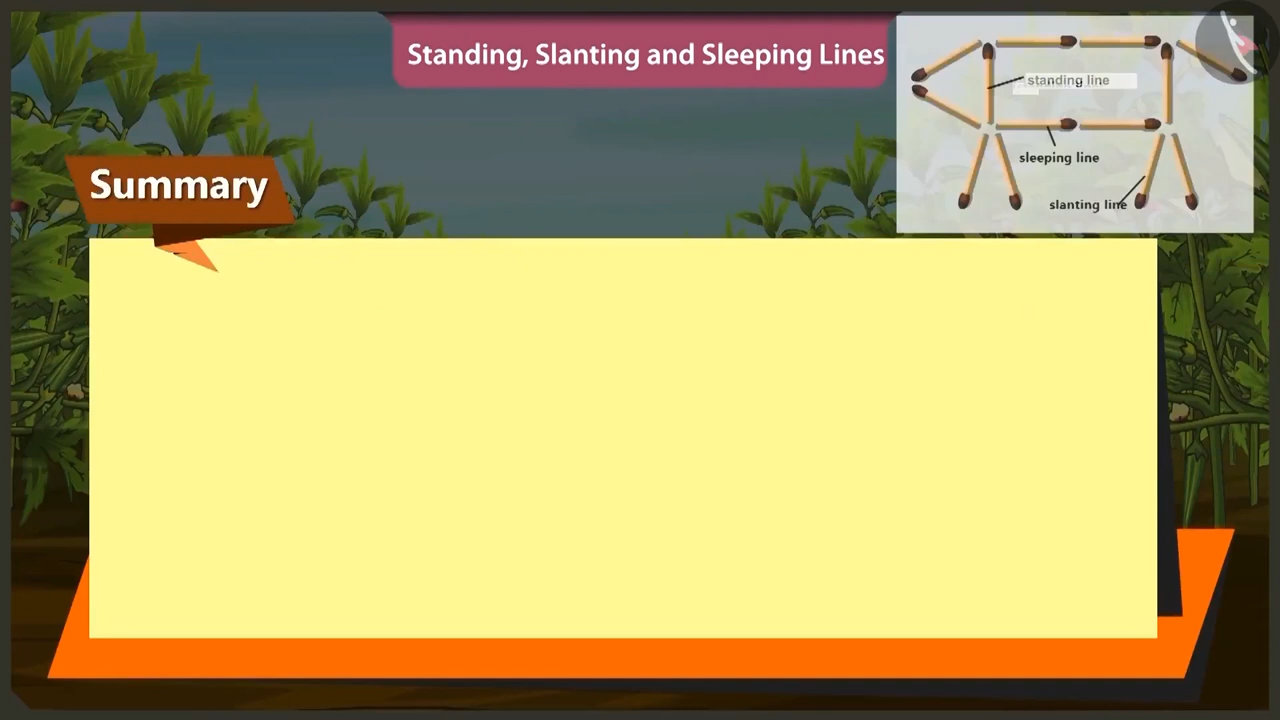 Standing, Slanting and Sleeping Lines
standing line
Summary
sleeping line
slanting line